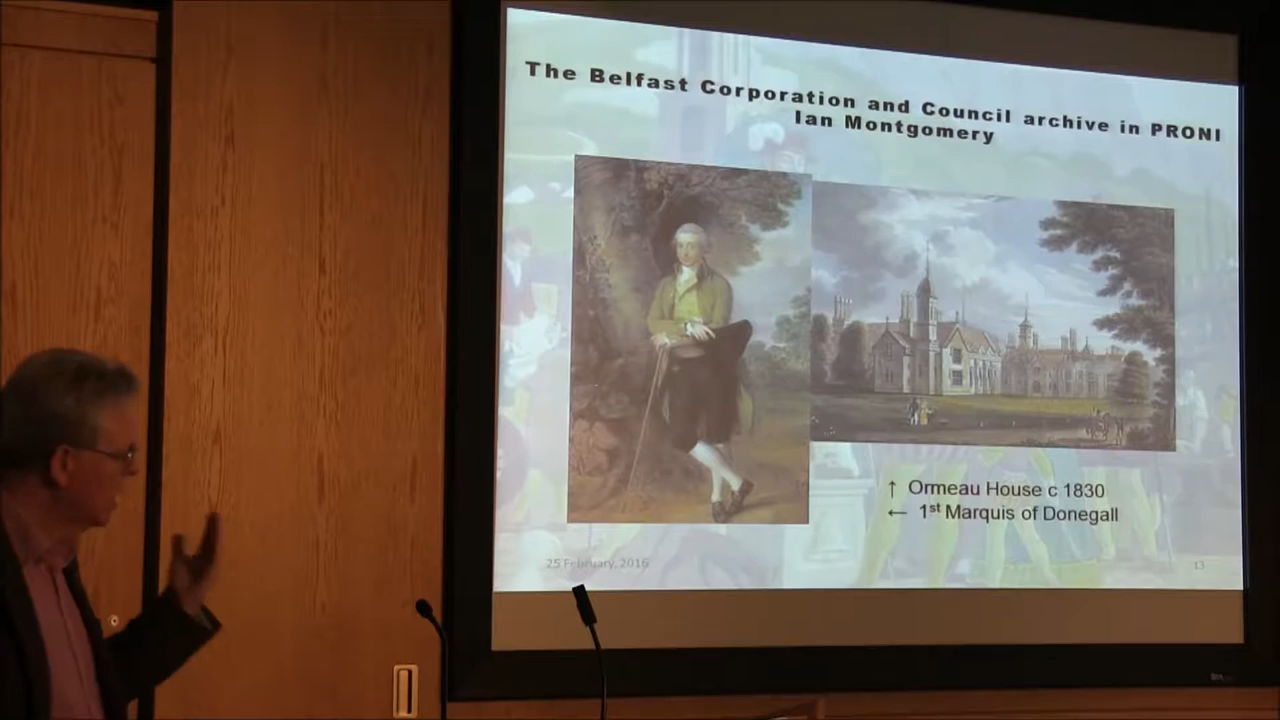 The Belfast Corporation and Council archive in PRONI
Ian Montgomery
↑ Ormeau House c 1830
← 1st Marquis of Donegall
25 February, 2016
13